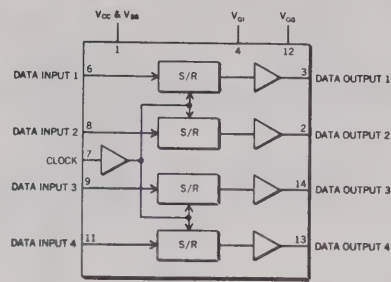 VCC & VBB
1
VGI
4
VGG
12
DATA INPUT 1
6
S/R
3
DATA OUTPUT 1
DATA INPUT 2
8
S/R
2
DATA OUTPUT 2
CLOCK
7
DATA INPUT 3
9
S/R
14
DATA OUTPUT 3
DATA INPUT 4
11
S/R
13
DATA OUTPUT 4